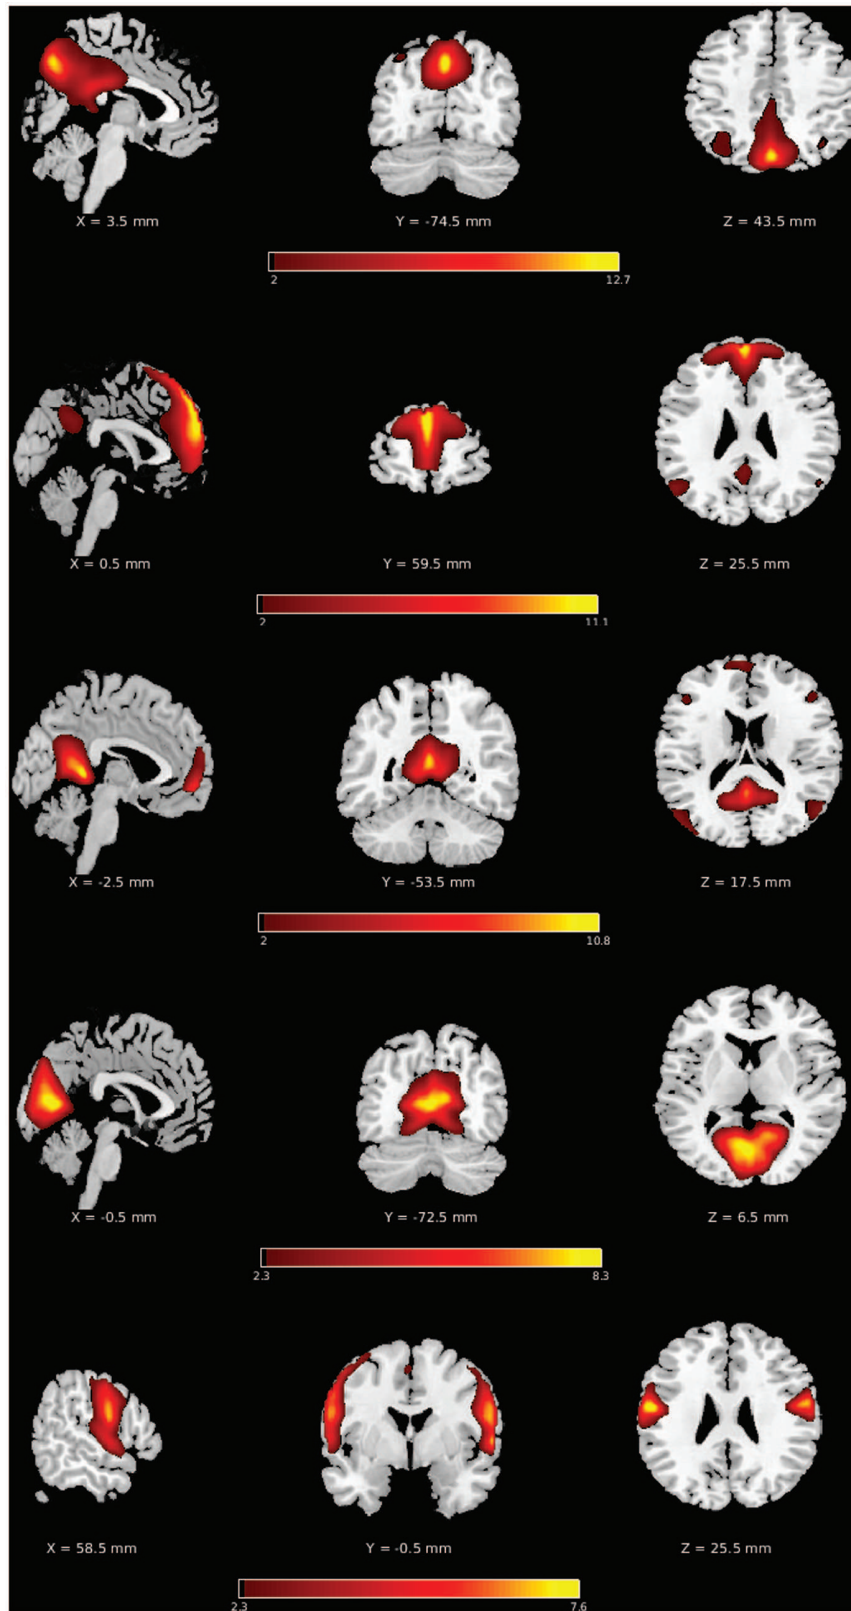 X = 3.5 mm Y = -74.5 mm Z = 43.5 mm
2 12.7
X = 0.5 mm Y = 59.5 mm Z = 25.5 mm
2 11.1
X = -2.5 mm Y = -53.5 mm Z = 17.5 mm
2 10.8
X = -0.5 mm Y = -72.5 mm Z = 6.5 mm
2.3 8.3
X = 58.5 mm Y = -0.5 mm Z = 25.5 mm
2.3 7.6